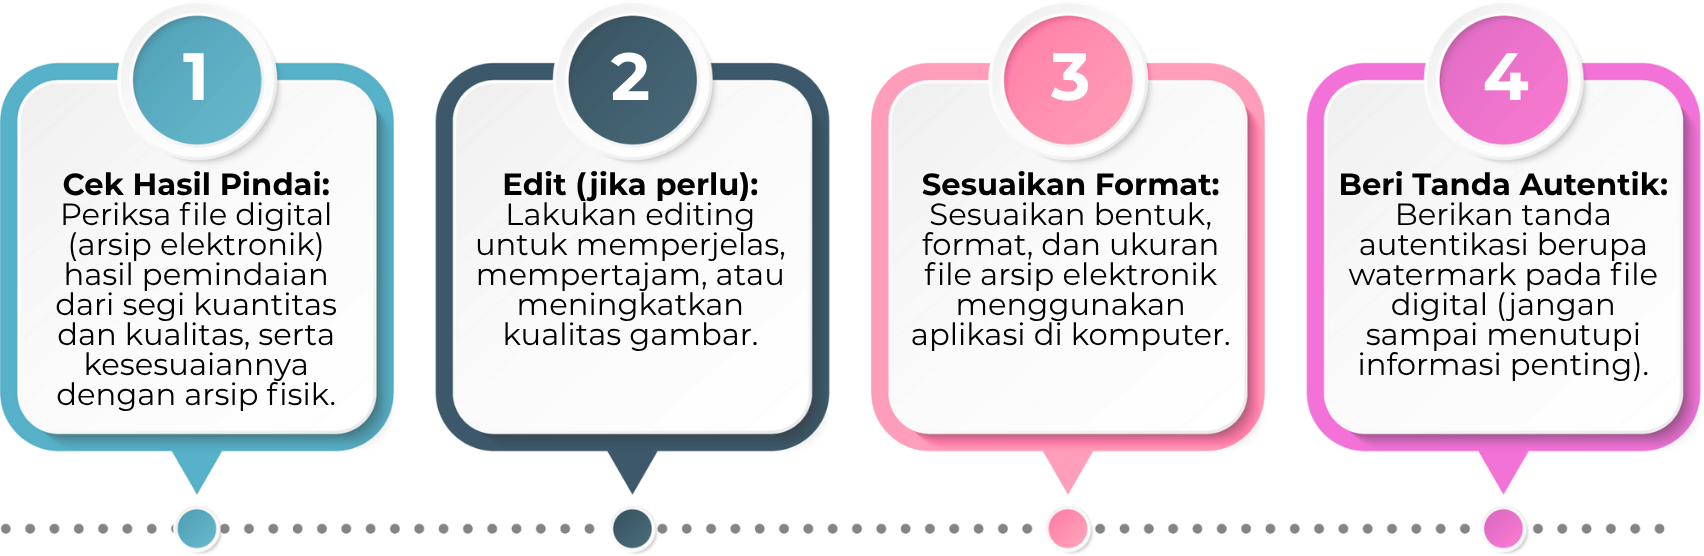 1
Cek Hasil Pindai:
Periksa file digital
(arsip elektronik)
hasil pemindaian
dari segi kuantitas
dan kualitas, serta
kesesuaiannya
dengan arsip fisik.
2
Edit (jika perlu):
Lakukan editing
untuk memperjelas,
mempertajam, atau
meningkatkan
kualitas gambar.
3
Sesuaikan Format:
Sesuaikan bentuk,
format, dan ukuran
file arsip elektronik
menggunakan
aplikasi di komputer.
4
Beri Tanda Autentik:
Berikan tanda
autentikasi berupa
watermark pada file
digital (jangan
sampai menutupi
informasi penting).